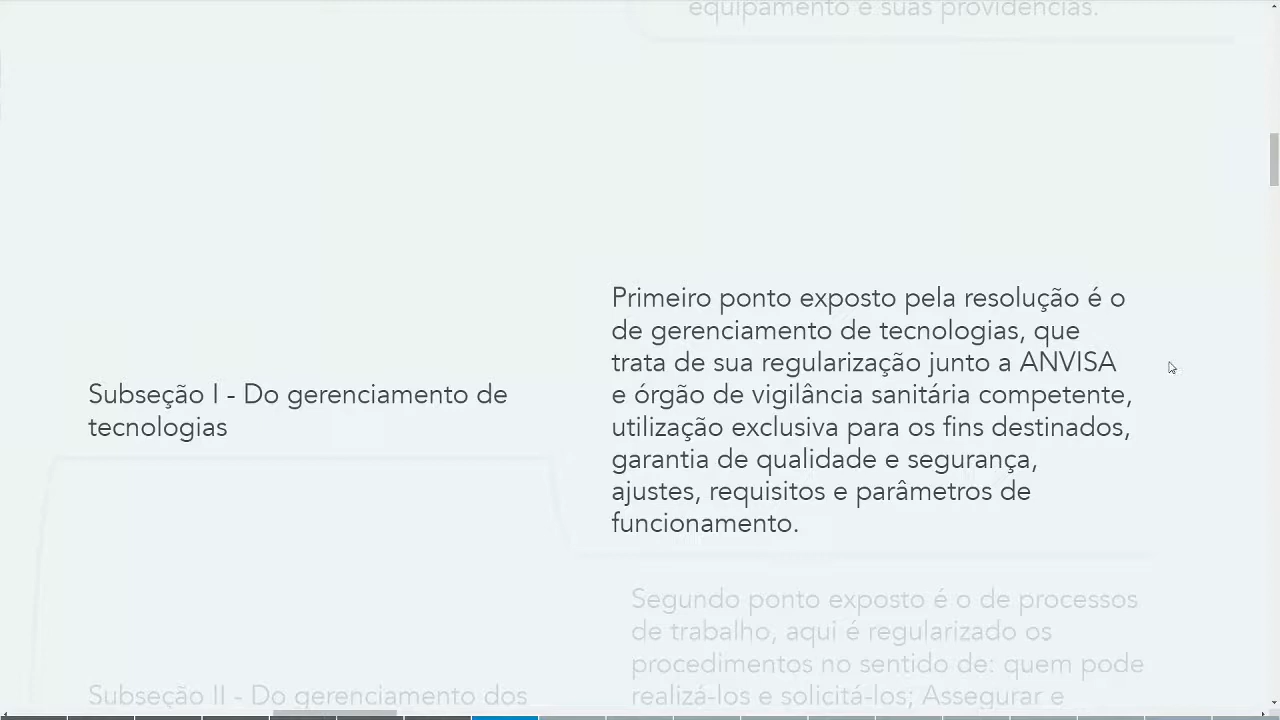 equipamento e suas providências.
Subseção I - Do gerenciamento de
tecnologias
Primeiro ponto exposto pela resolução é o
de gerenciamento de tecnologias, que
trata de sua regularização junto a ANVISA
e órgão de vigilância sanitária competente,
utilização exclusiva para os fins destinados,
garantia de qualidade e segurança,
ajustes, requisitos e parâmetros de
funcionamento.
Subseção II - Do gerenciamento dos
Segundo ponto exposto é o de processos
de trabalho, aqui é regularizado os
procedimentos no sentido de: quem pode
realizá-los e solicitá-los; Assegurar e